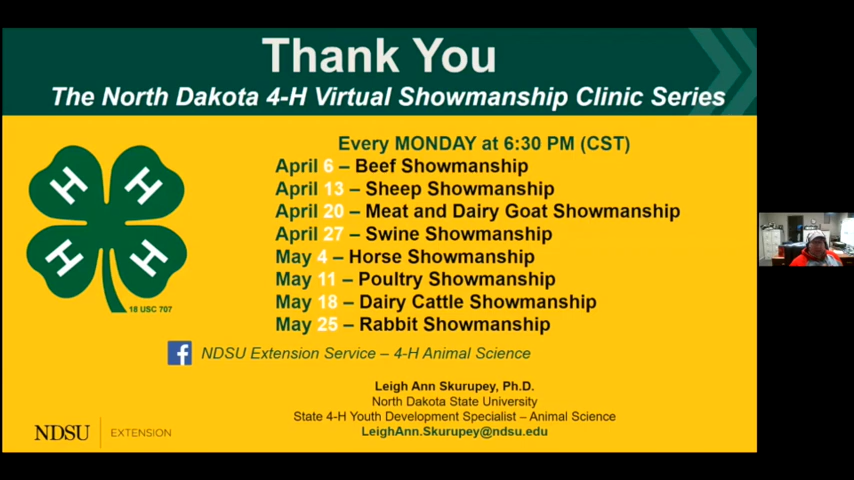 Thank You
The North Dakota 4-H Virtual Showmanship Clinic Series
Every MONDAY at 6:30 PM (CST)
April 6 – Beef Showmanship
April 13 – Sheep Showmanship
April 20 – Meat and Dairy Goat Showmanship
April 27 – Swine Showmanship
May 4 – Horse Showmanship
May 11 – Poultry Showmanship
May 18 – Dairy Cattle Showmanship
May 25 – Rabbit Showmanship
H H
H H
18 USC 707
f NDSU Extension Service – 4-H Animal Science
Leigh Ann Skurupey, Ph.D.
North Dakota State University
State 4-H Youth Development Specialist – Animal Science
LeighAnn.Skurupey@ndsu.edu
NDSU EXTENSION